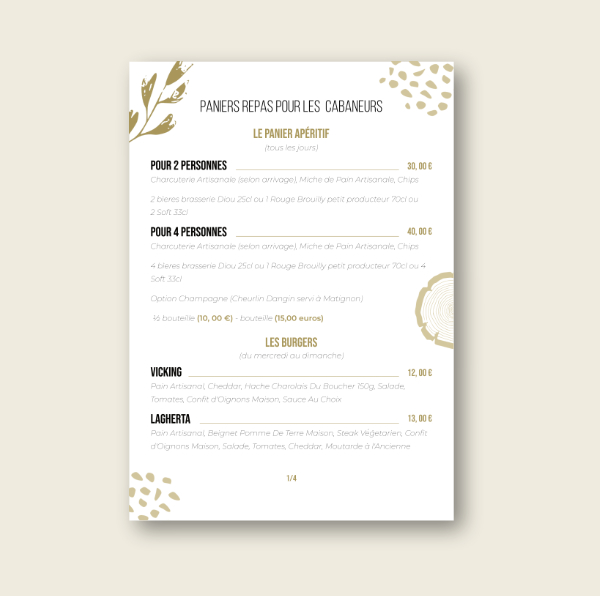 PANIERS REPAS POUR LES CABANEURS
LE PANIER APÉRITIF
(tous les jours)
POUR 2 PERSONNES 30,00 €
Charcuterie Artisanale (selon arrivage), Miche de Pain Artisanale, Chips
2 bieres brasserie Diou 25cl ou 1 Rouge Brouilly petit producteur 70cl ou
2 Soft 33cl
POUR 4 PERSONNES 40,00 €
Charcuterie Artisanale (selon arrivage), Miche de Pain Artisanale, Chips
4 bieres brasserie Diou 25cl ou 1 Rouge Brouilly petit producteur 70cl ou 4
Soft 33cl
Option Champagne (Cheurlin Dangin servi à Matignon)
½ bouteille (10, 00 €) - bouteille (15,00 euros)
LES BURGERS
(du mercredi au dimanche)
VICKING 12,00 €
Pain Artisanal, Cheddar, Hache Charolais Du Boucher 150g, Salade,
Tomates, Confit d'Oignons Maison, Sauce Au Choix
LAGHERTA 13,00 €
Pain Artisanal, Beignet Pomme De Terre Maison, Steak Végétarien, Confit
d'Oignons Maison, Salade, Tomates, Cheddar, Moutarde à l'Ancienne
1/4